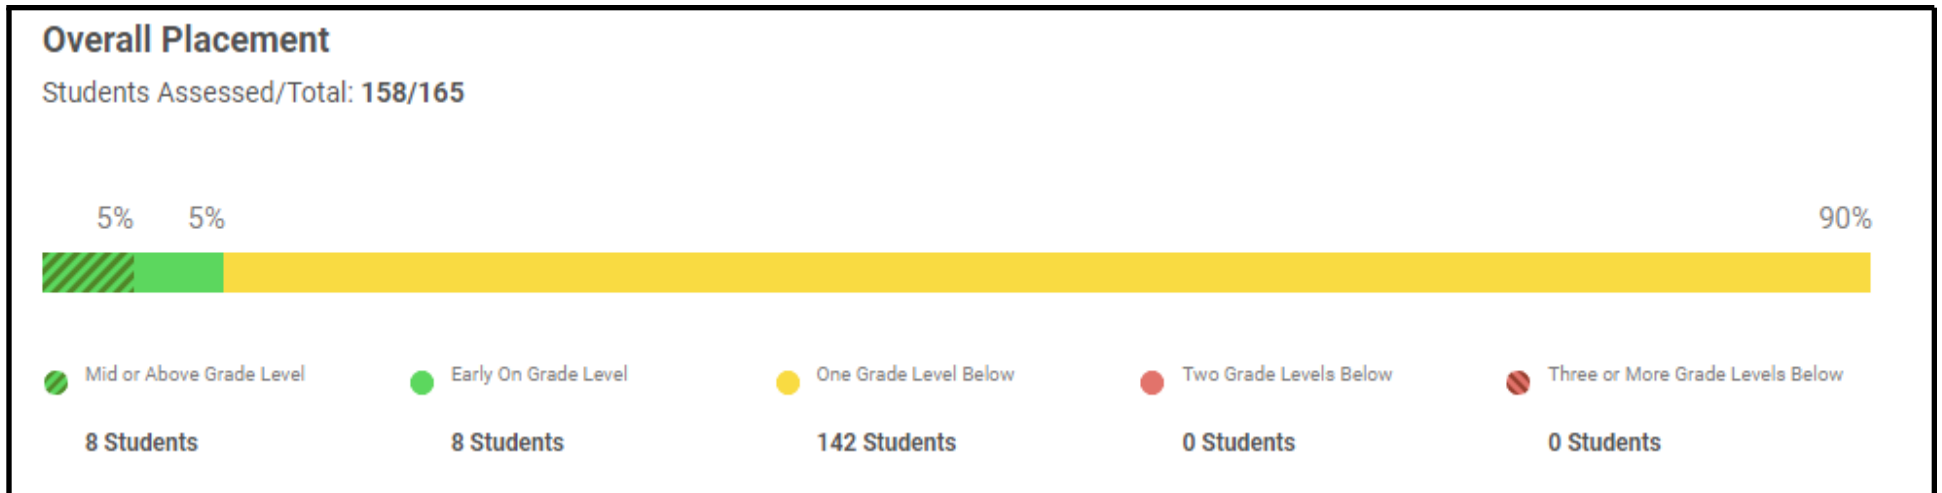 Overall Placement
Students Assessed/Total: 158/165
5% 5% 90%
Mid or Above Grade Level
8 Students
Early On Grade Level
8 Students
One Grade Level Below
142 Students
Two Grade Levels Below
0 Students
Three or More Grade Levels Below
0 Students